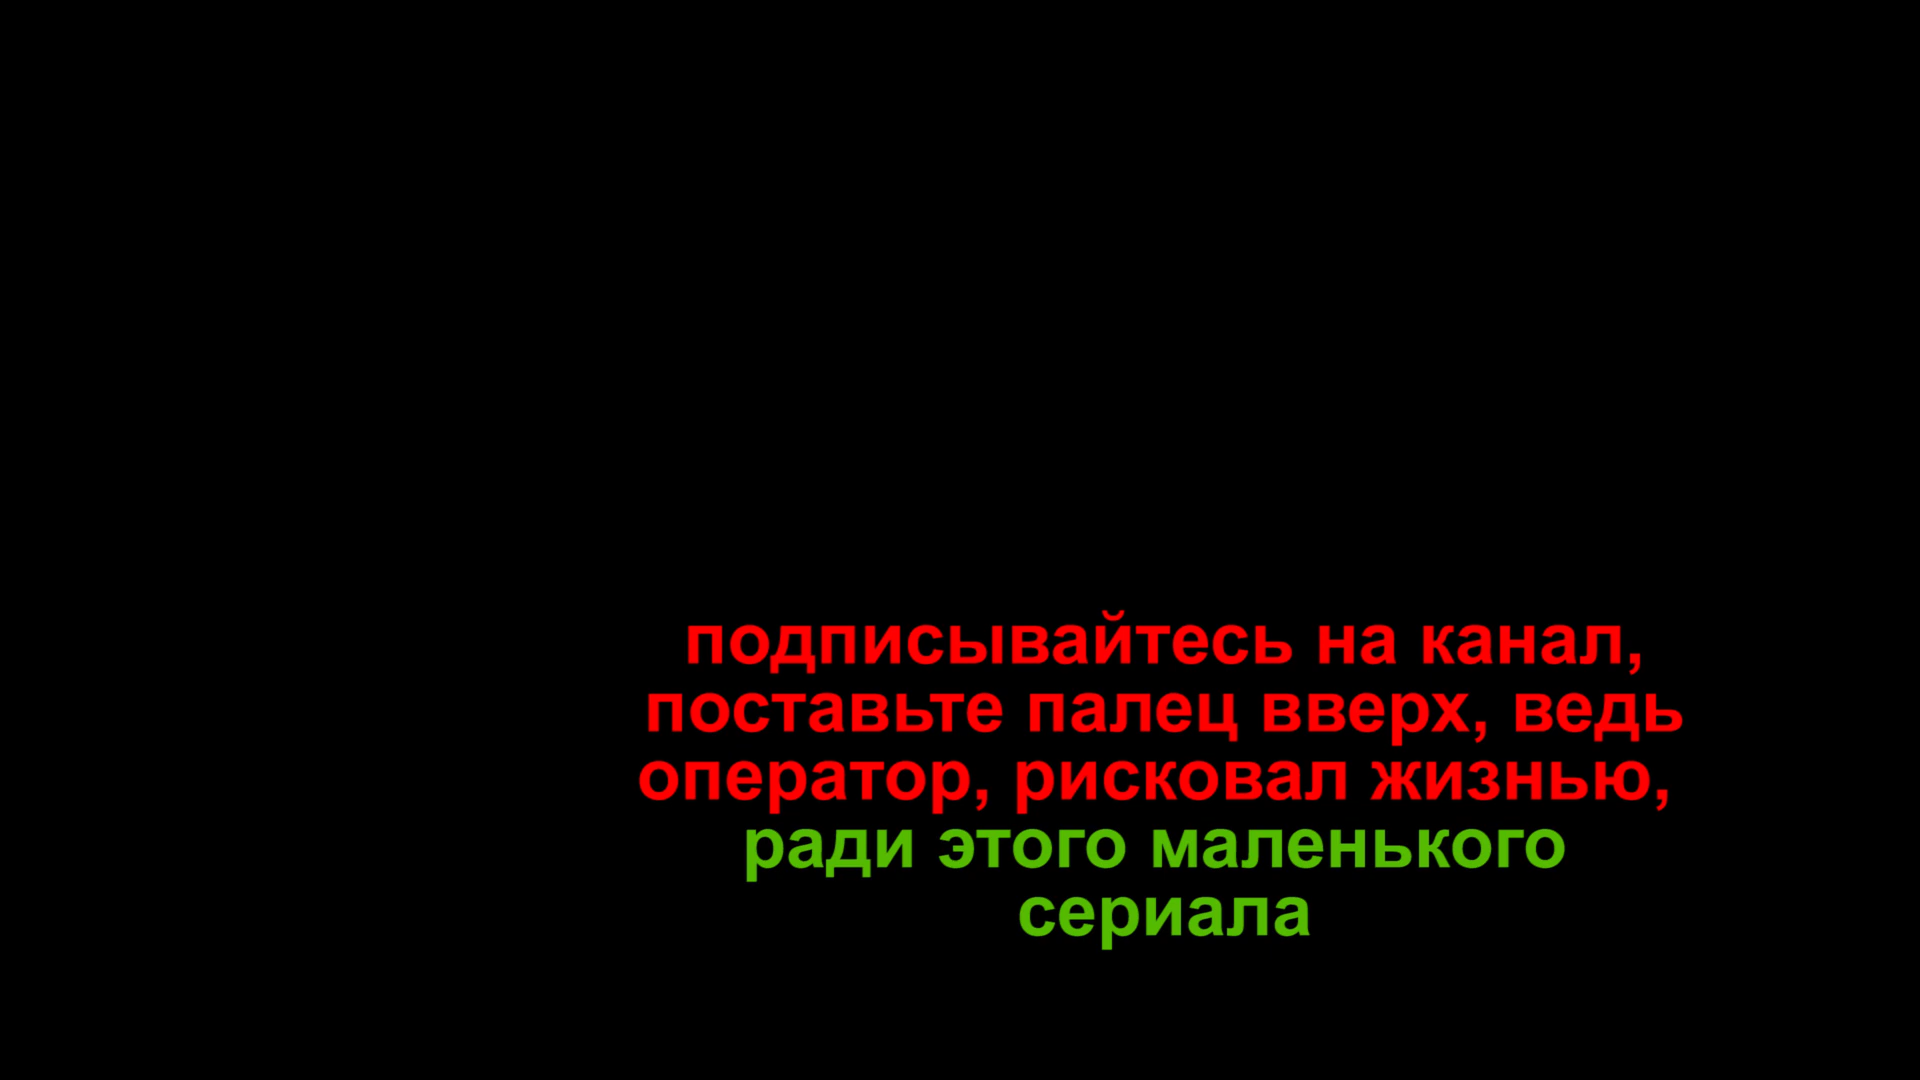 подписывайтесь на канал,
поставьте палец вверх, ведь
оператор, рисковал жизнью,
ради этого маленького
сериала